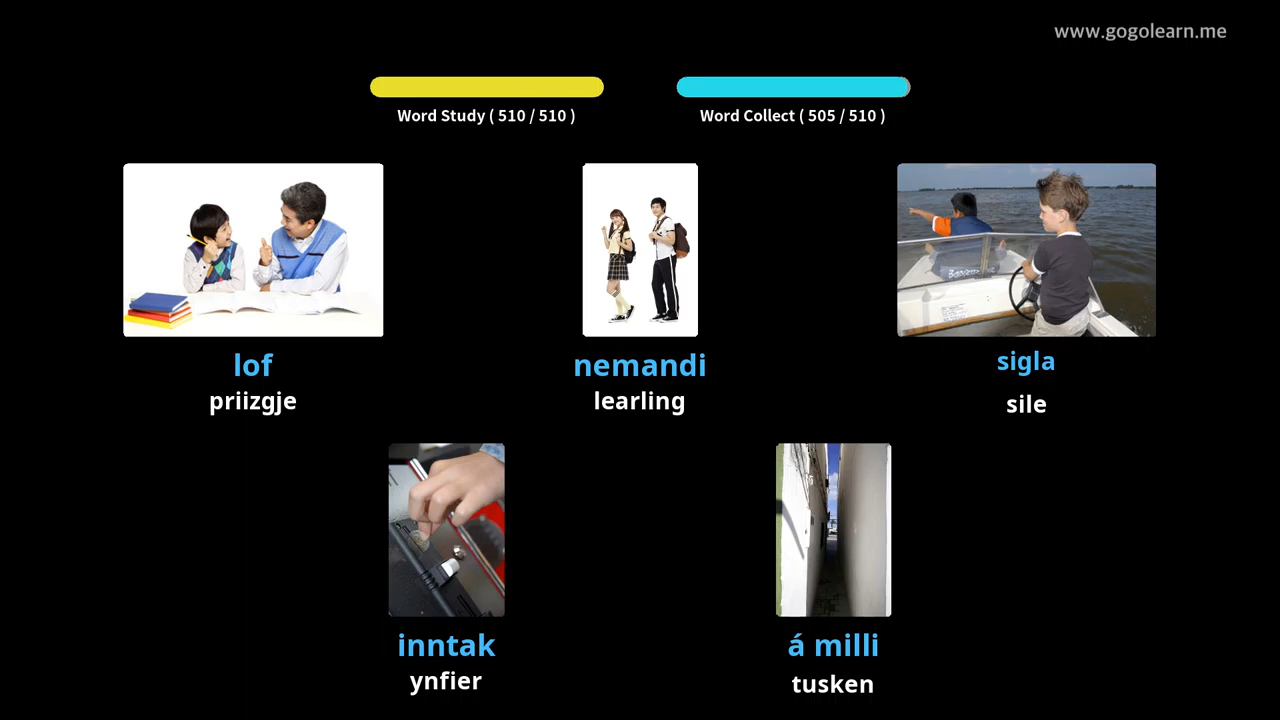 www.gogolearn.me
Word Study ( 510 / 510 )
Word Collect ( 505 / 510 )
lof
priizgje
nemandi
learling
sigla
sile
inntak
ynfier
á milli
tusken